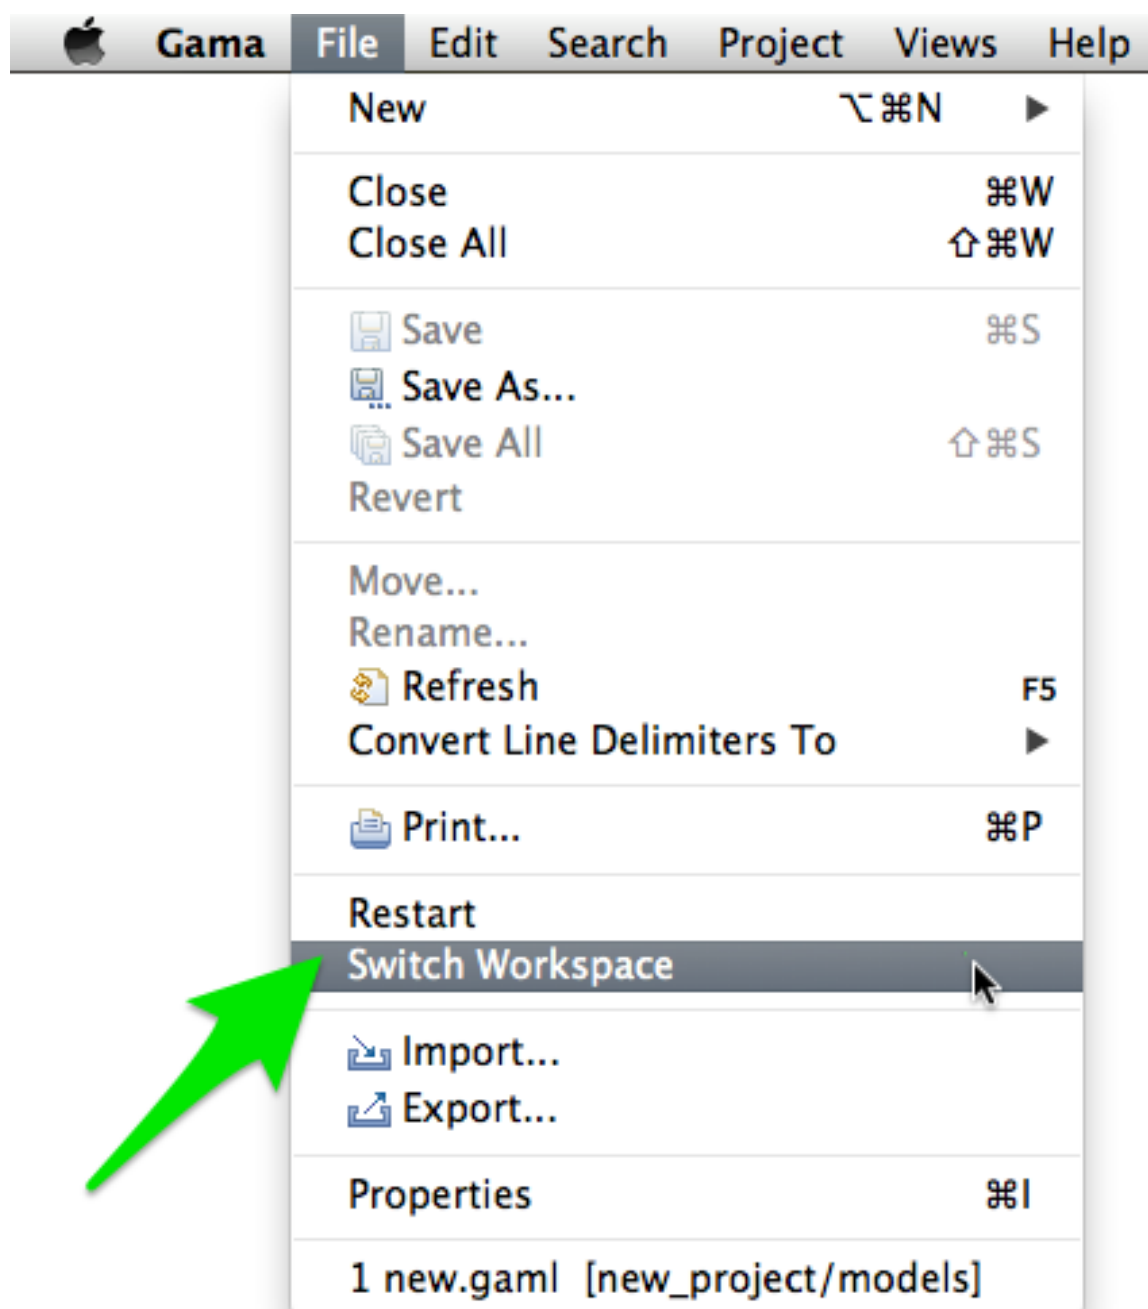 Gama File Edit Search Project Views Help
New ⌥⌘N ▶
Close ⌘W
Close All ⇧⌘W
Save ⌘S
Save As...
Save All ⇧⌘S
Revert
Move...
Rename...
Refresh F5
Convert Line Delimiters To ▶
Print... ⌘P
Restart
Switch Workspace
Import...
Export...
Properties ⌘I
1 new.gaml [new_project/models]